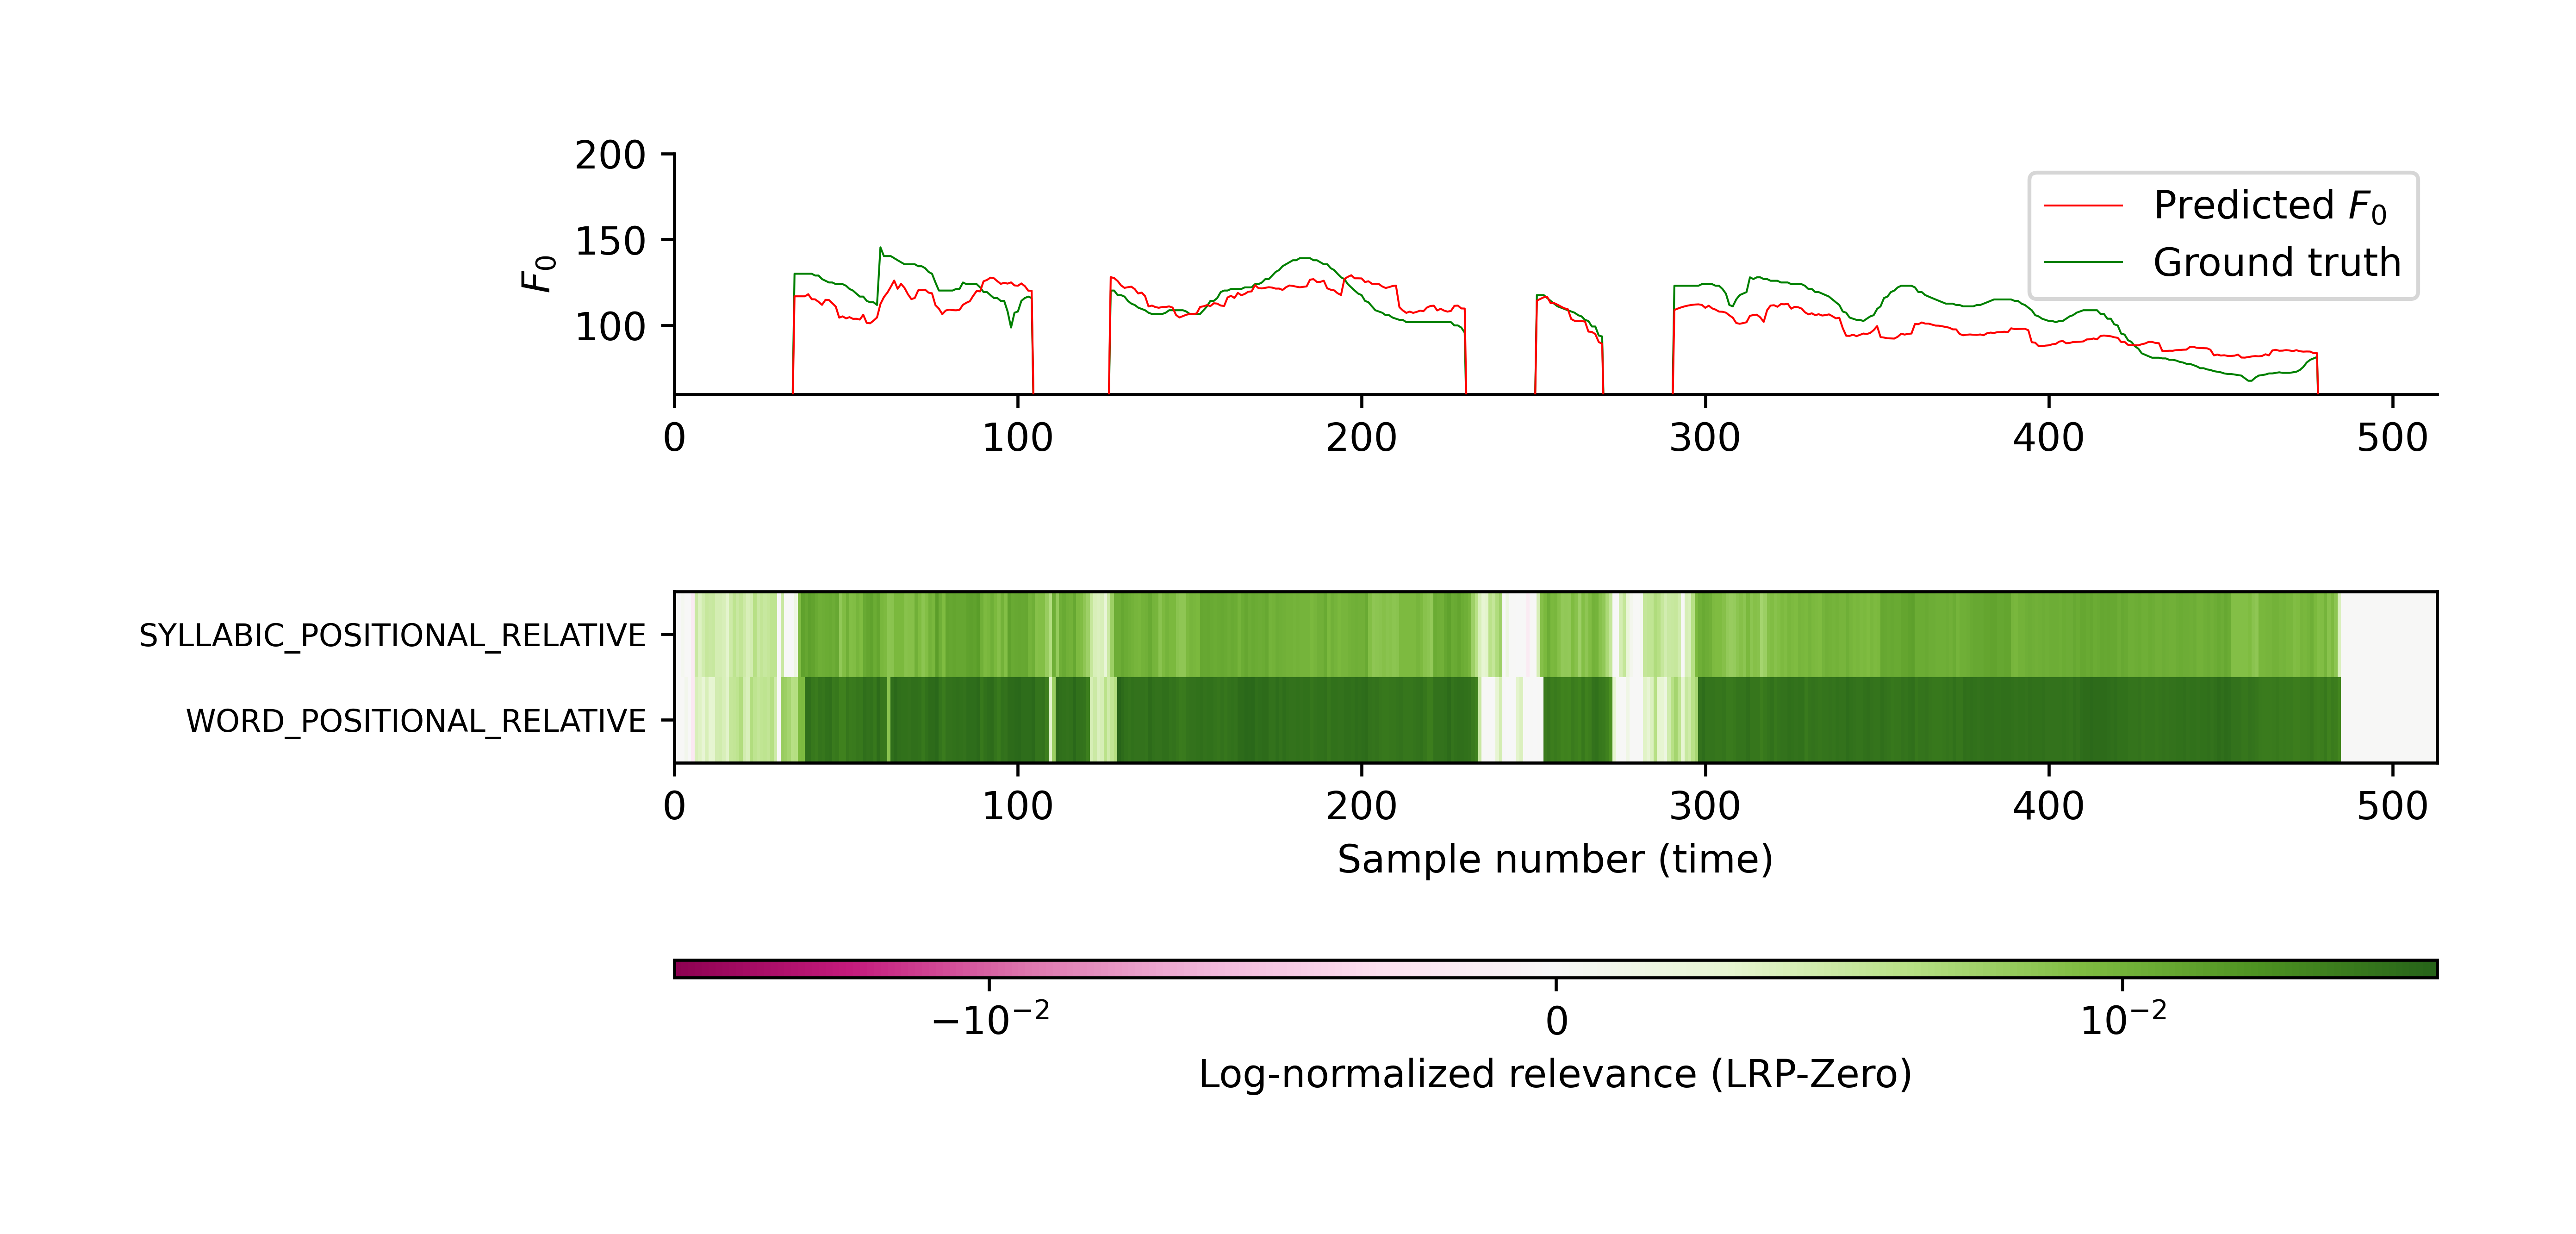 200
150
100
F₀
Predicted F₀
Ground truth
0 100 200 300 400 500
SYLLABIC_POSITIONAL_RELATIVE
WORD_POSITIONAL_RELATIVE
0 100 200 300 400 500
Sample number (time)
−10⁻² 0 10⁻²
Log-normalized relevance (LRP-Zero)